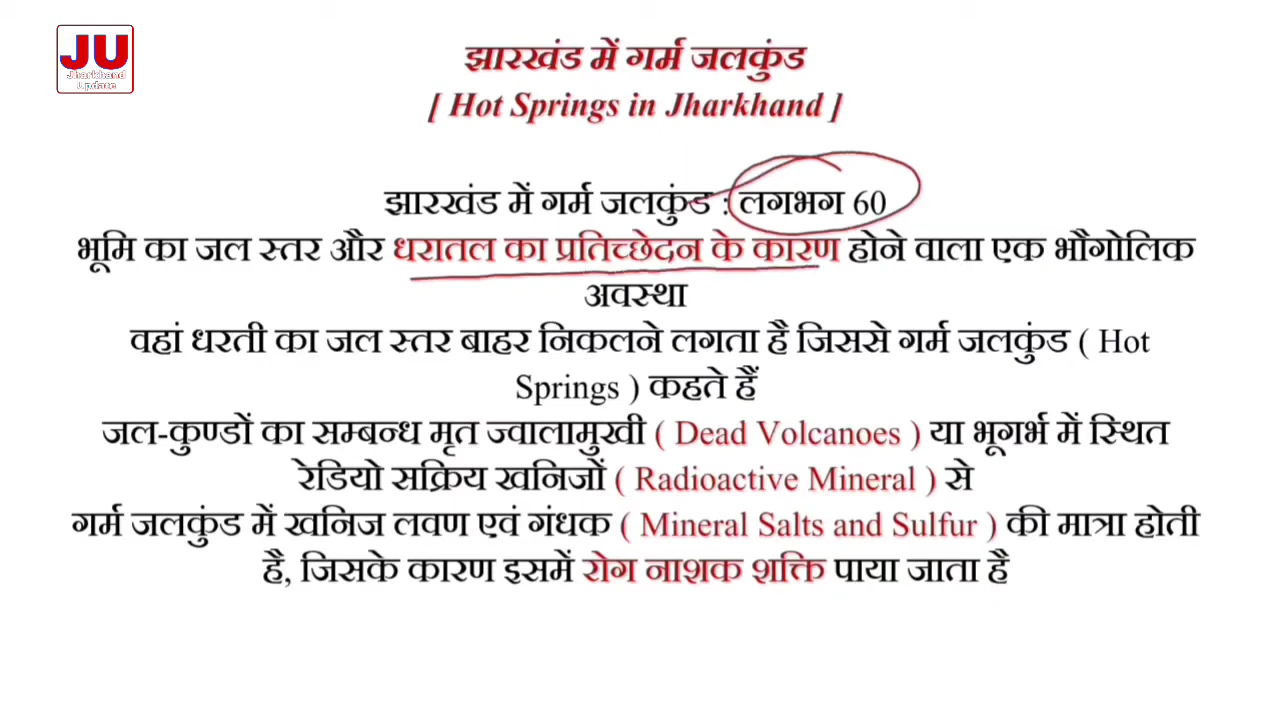 JU
Jharkhand
Update
झारखंड में गर्म जलकुंड
[ Hot Springs in Jharkhand ]
झारखंड में गर्म जलकुंड : लगभग 60
भूमि का जल स्तर और धरातल का प्रतिच्छेदन के कारण होने वाला एक भौगोलिक
अवस्था
वहां धरती का जल स्तर बाहर निकलने लगता है जिससे गर्म जलकुंड ( Hot
Springs ) कहते हैं
जल-कुण्डों का सम्बन्ध मृत ज्वालामुखी ( Dead Volcanoes ) या भूगर्भ में स्थित
रेडियो सक्रिय खनिजों ( Radioactive Mineral ) से
गर्म जलकुंड में खनिज लवण एवं गंधक ( Mineral Salts and Sulfur ) की मात्रा होती
है, जिसके कारण इसमें रोग नाशक शक्ति पाया जाता है